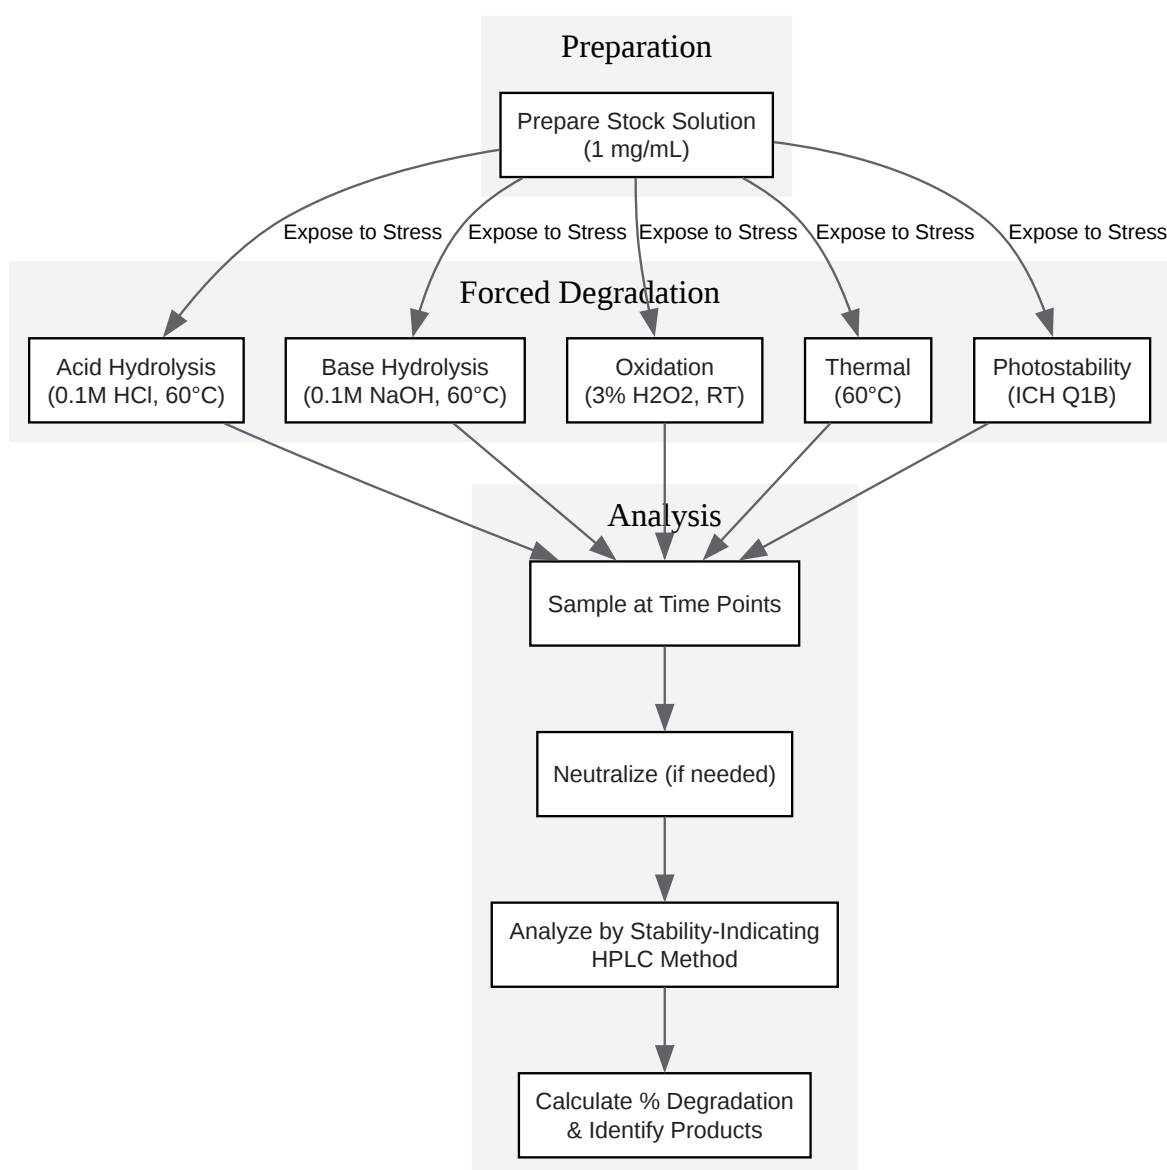 Preparation
Prepare Stock Solution
(1 mg/mL)
Expose to Stress
Expose to Stress
Expose to Stress
Expose to Stress
Expose to Stress
Forced Degradation
Acid Hydrolysis
(0.1M HCl, 60°C)
Base Hydrolysis
(0.1M NaOH, 60°C)
Oxidation
(3% H2O2, RT)
Thermal
(60°C)
Photostability
(ICH Q1B)
Analysis
Sample at Time Points
Neutralize (if needed)
Analyze by Stability-Indicating
HPLC Method
Calculate % Degradation
& Identify Products